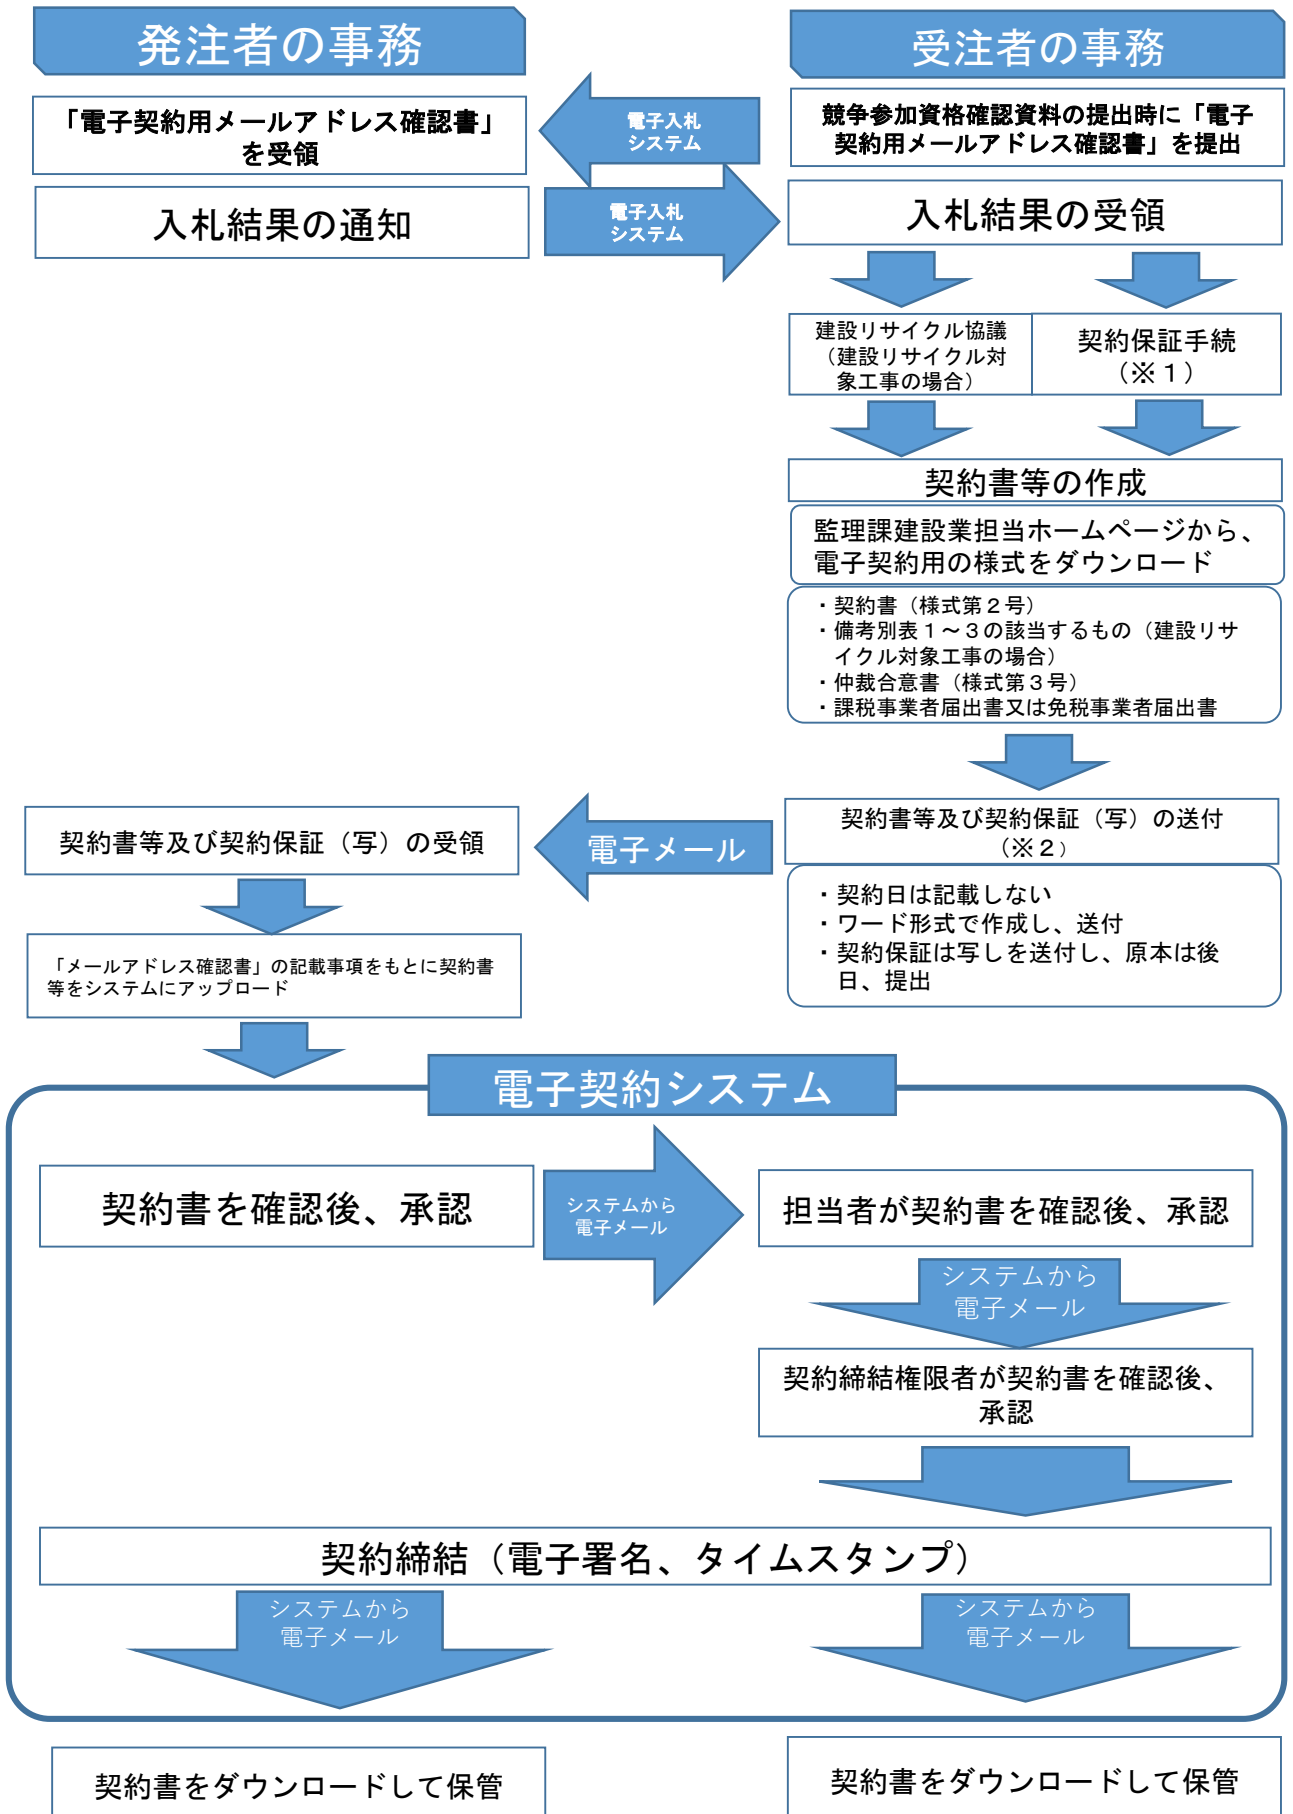 発注者の事務
受注者の事務
「電子契約用メールアドレス確認書」
を受領
電子入札
システム
競争参加資格確認資料の提出時に「電子
契約用メールアドレス確認書」を提出
入札結果の通知
電子入札
システム
入札結果の受領
建設リサイクル協議
（建設リサイクル対
象工事の場合）
契約保証手続
（※１）
契約書等の作成
監理課建設業担当ホームページから、
電子契約用の様式をダウンロード
・契約書（様式第２号）
・備考別表１～３の該当するもの（建設リサ
イクル対象工事の場合）
・仲裁合意書（様式第３号）
・課税事業者届出書又は免税事業者届出書
契約書等及び契約保証（写）の受領
電子メール
契約書等及び契約保証（写）の送付
（※２）
・契約日は記載しない
・ワード形式で作成し、送付
・契約保証は写しを送付し、原本は後
日、提出
「メールアドレス確認書」の記載事項をもとに契約書
等をシステムにアップロード
電子契約システム
契約書を確認後、承認
システムから
電子メール
担当者が契約書を確認後、承認
システムから
電子メール
契約締結権限者が契約書を確認後、
承認
契約締結（電子署名、タイムスタンプ）
システムから
電子メール
システムから
電子メール
契約書をダウンロードして保管
契約書をダウンロードして保管